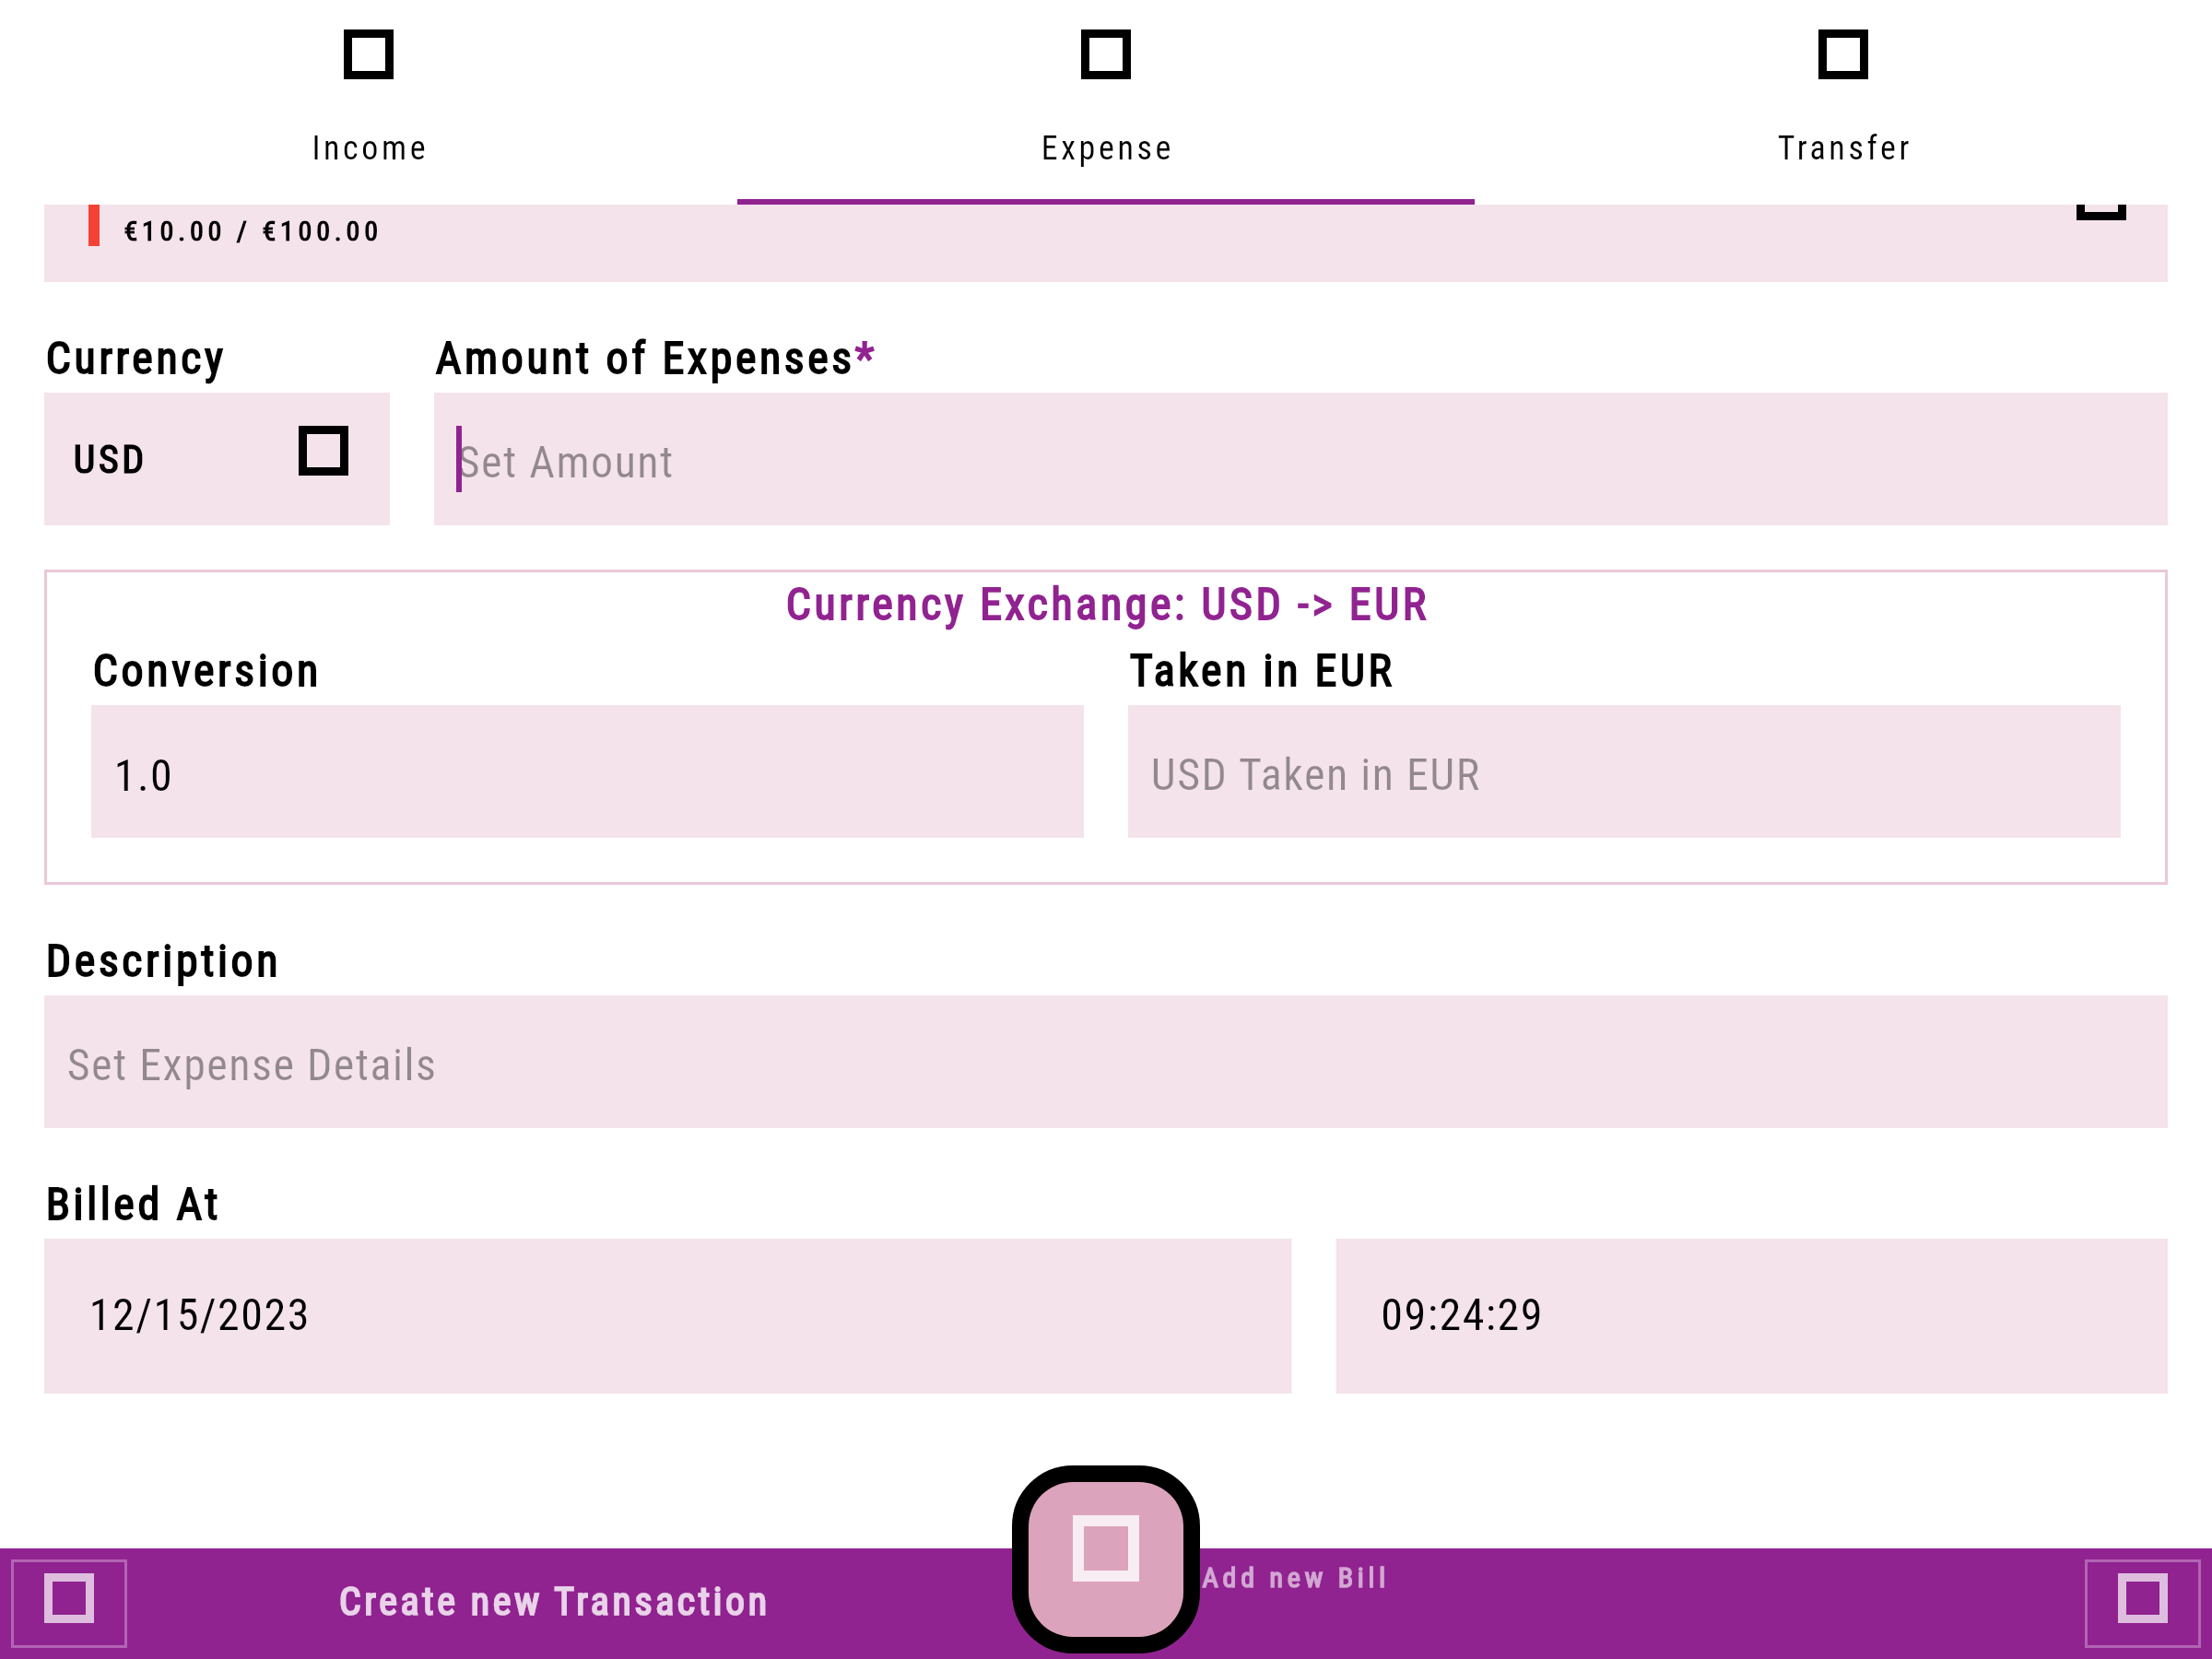 Income
Expense
Transfer
€10.00 / €100.00
Currency
Amount of Expenses*
USD
Set Amount
Currency Exchange: USD -> EUR
Conversion
Taken in EUR
1.0
USD Taken in EUR
Description
Set Expense Details
Billed At
12/15/2023
09:24:29
Create new Transaction
Add new Bill